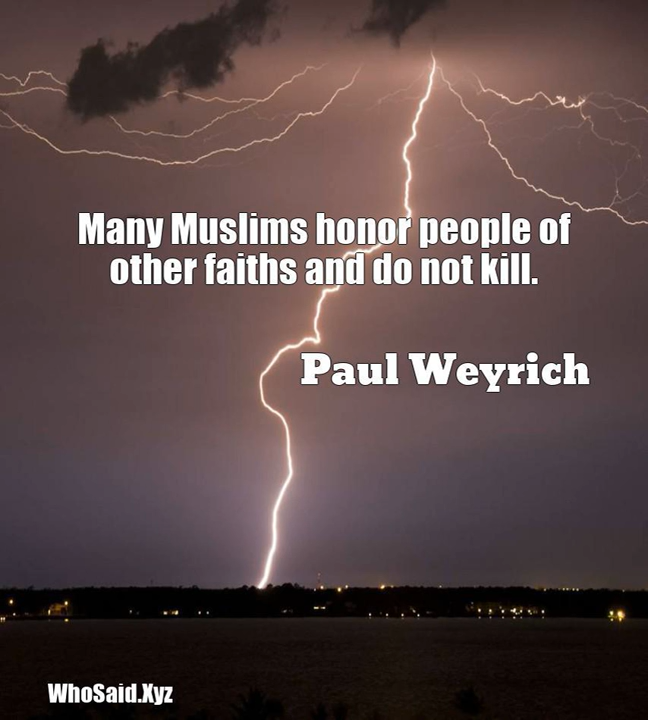 Many Muslims honor people of
other faiths and do not kill.
Paul Weyrich
WhoSaid.Xyz